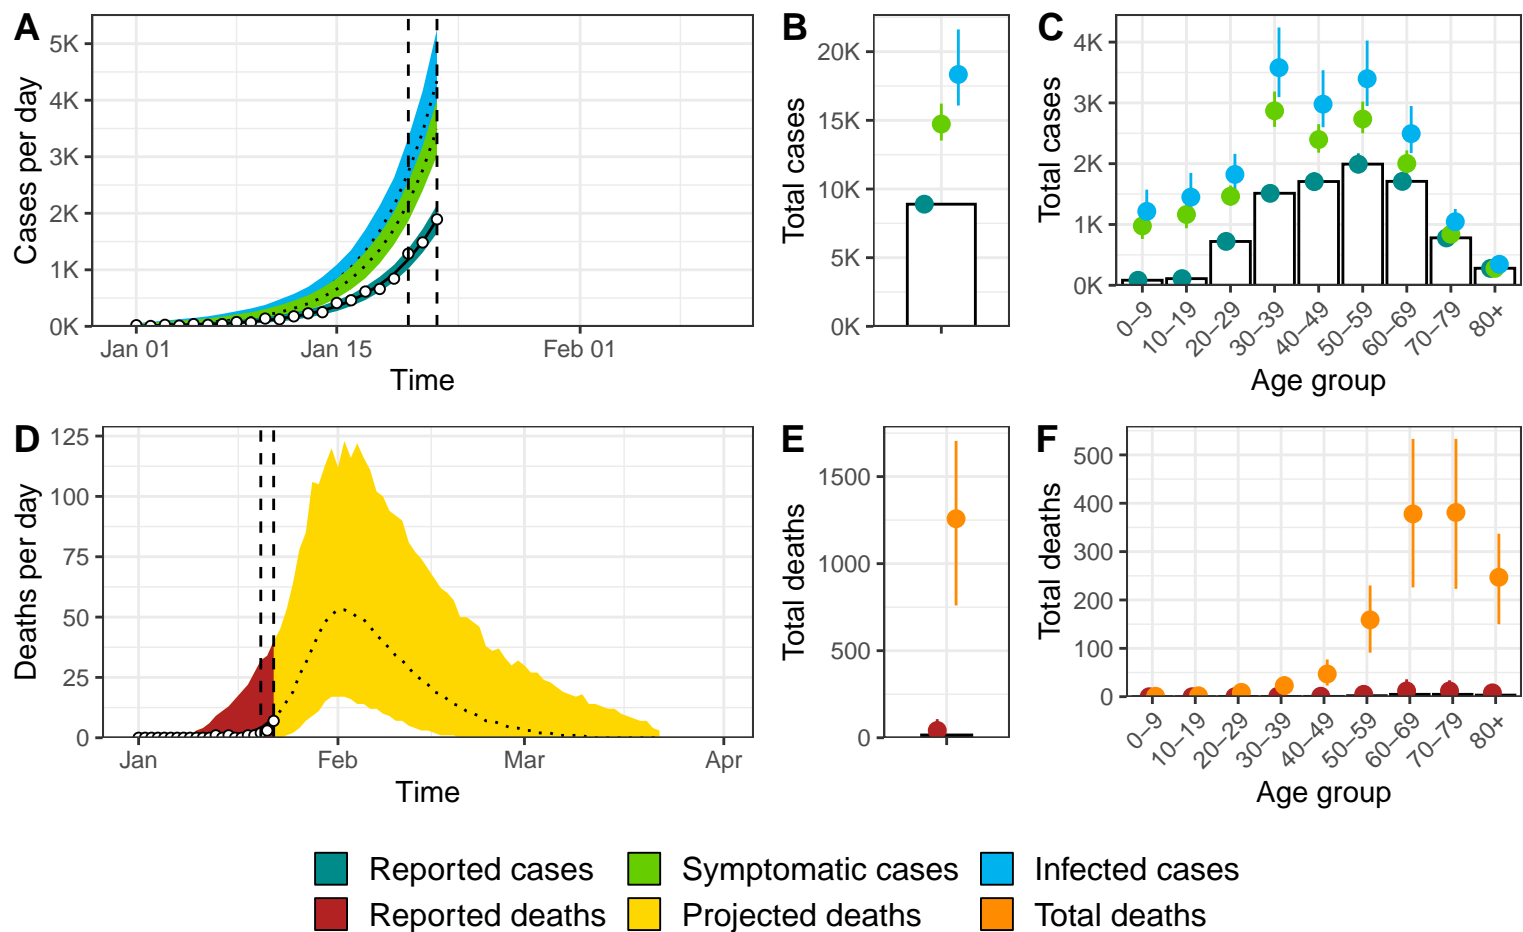 A
Cases per day
5K
4K
3K
2K
1K
0K
Jan 01
Jan 15
Feb 01
Time
B
Total cases
20K
15K
10K
5K
0K
C
Total cases
4K
3K
2K
1K
0K
0–9
10–19
20–29
30–39
40–49
50–59
60–69
70–79
80+
Age group
D
Deaths per day
125
100
75
50
25
0
Jan
Feb
Mar
Apr
Time
E
Total deaths
1500
1000
500
0
F
Total deaths
500
400
300
200
100
0
0–9
10–19
20–29
30–39
40–49
50–59
60–69
70–79
80+
Age group
Reported cases
Symptomatic cases
Infected cases
Reported deaths
Projected deaths
Total deaths